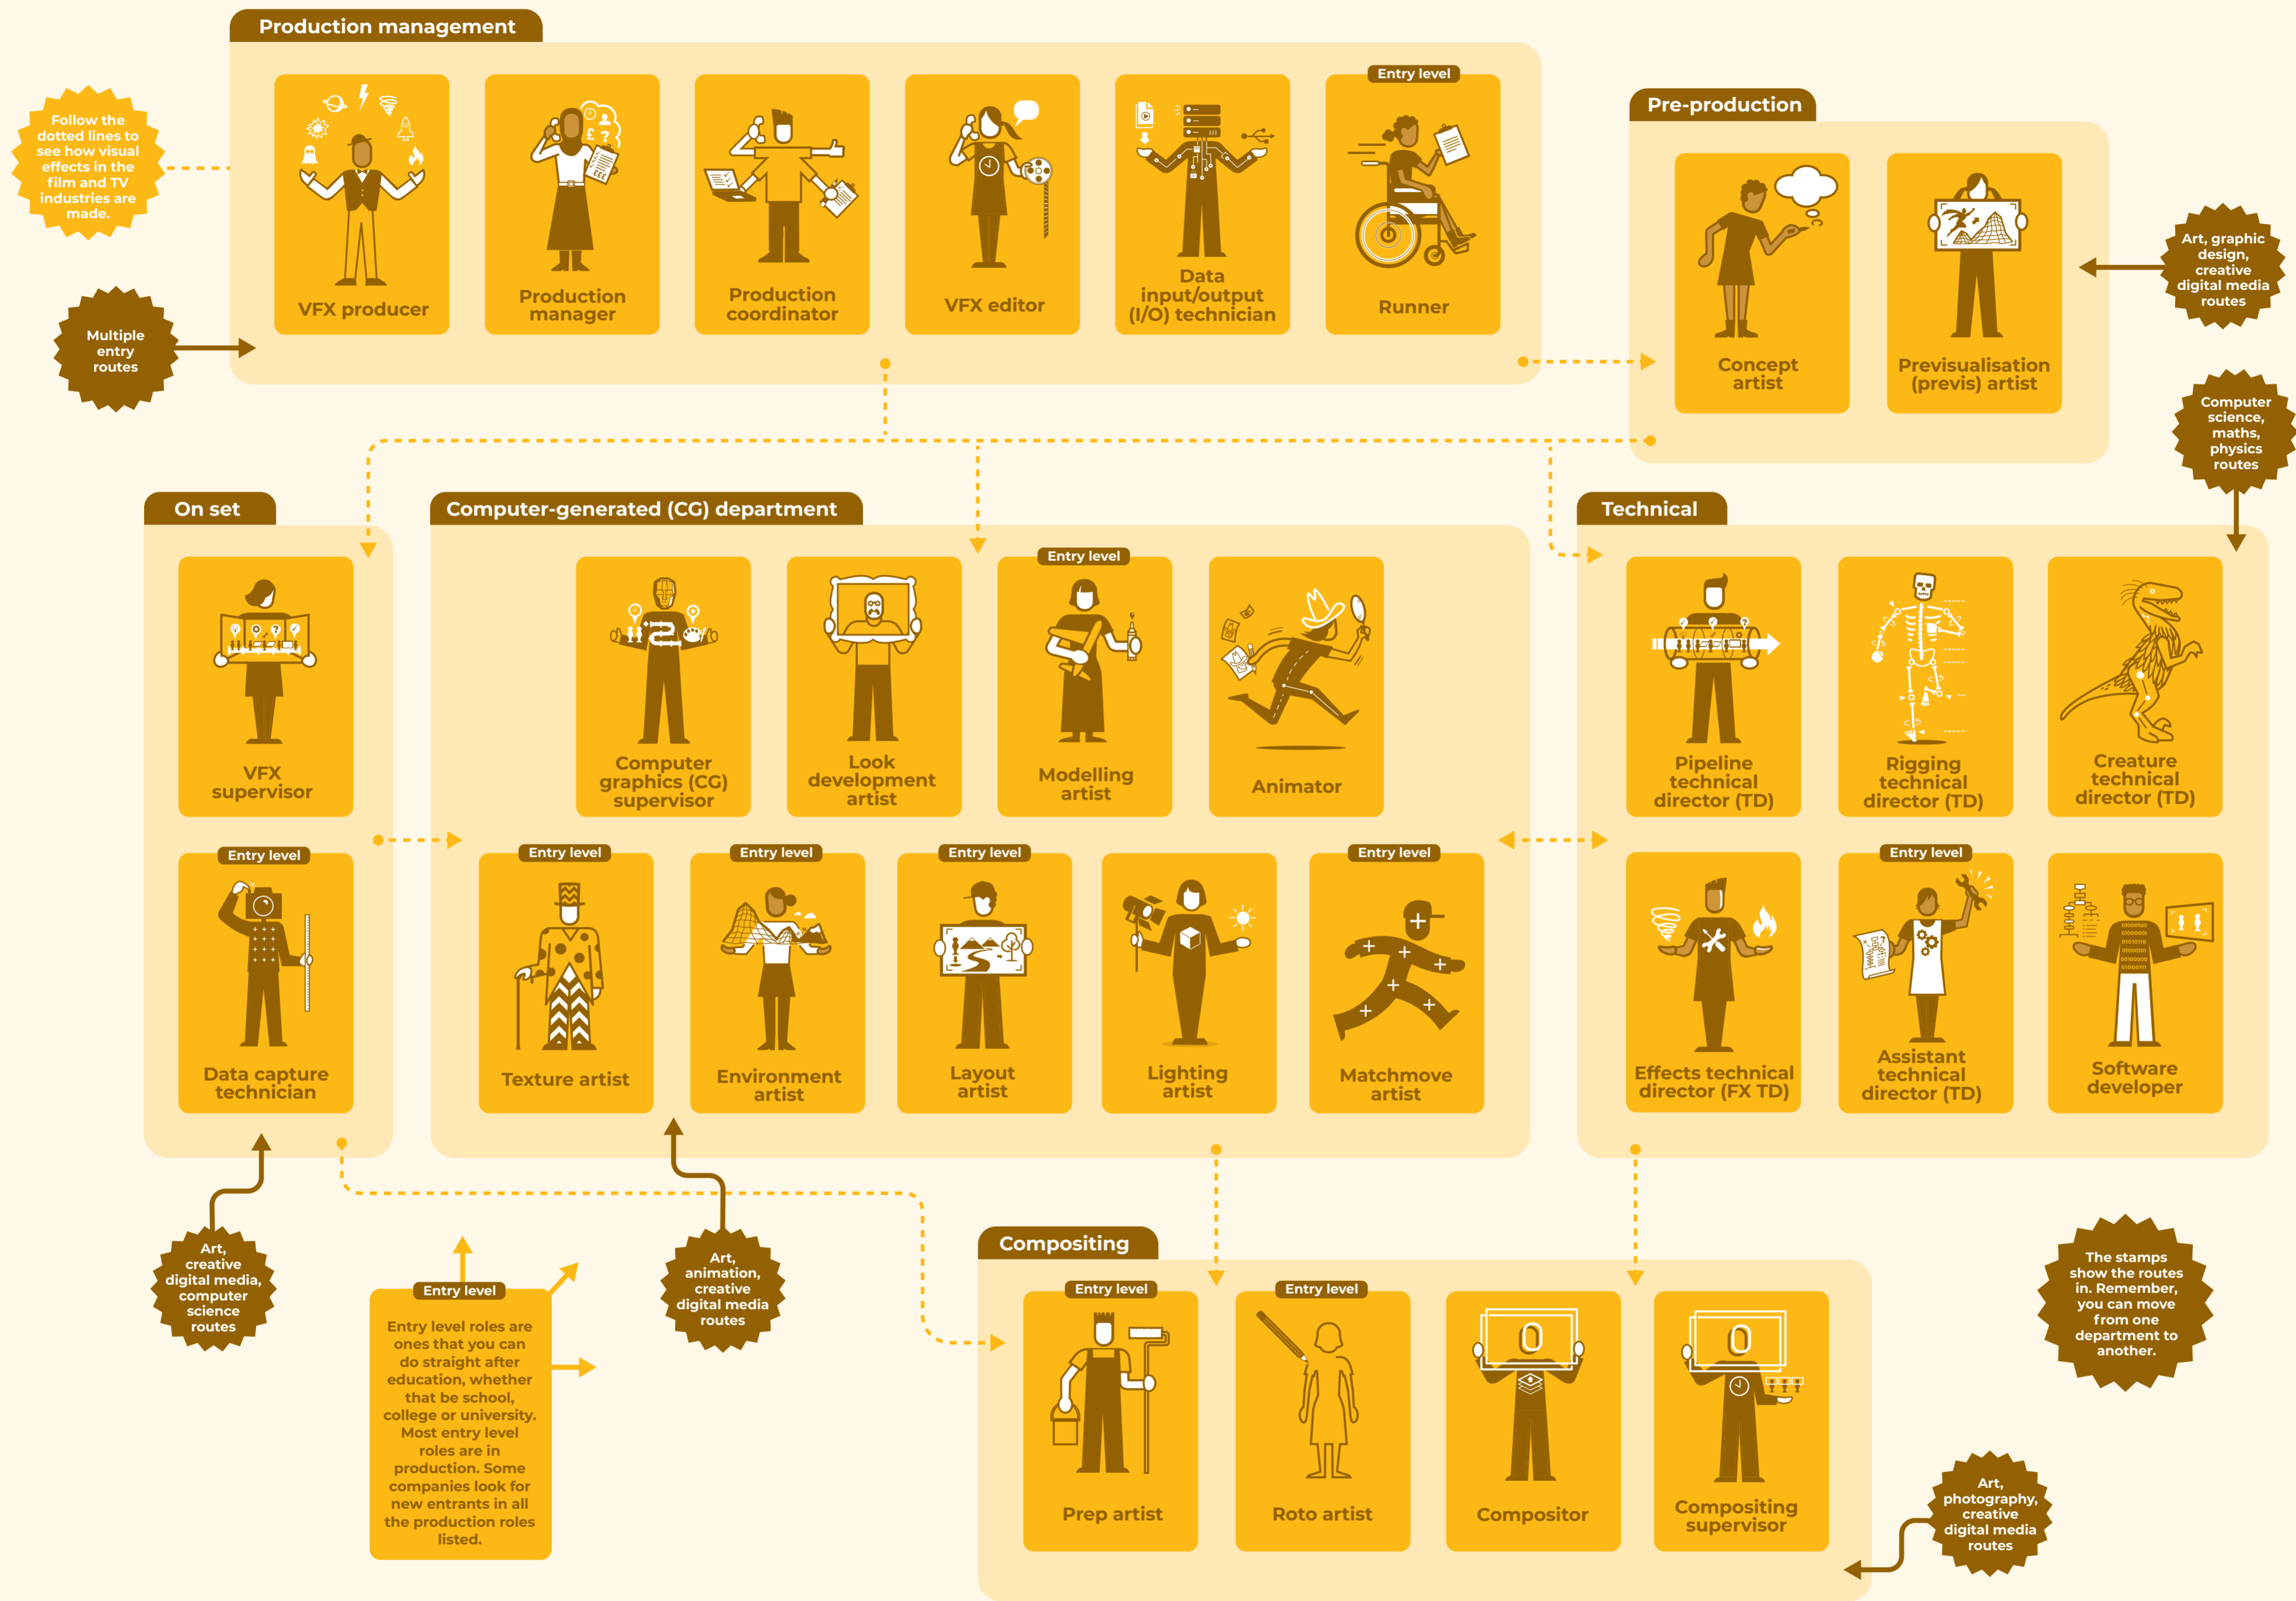 Production management
Follow the
dotted lines to
see how visual
effects in the
film and TV
industries are
made.
Multiple
entry
routes
VFX producer
Production
manager
Production
coordinator
VFX editor
Data
input/output
(I/O) technician
Entry level
Runner
Pre-production
Concept
artist
Previsualisation
(previs) artist
Art, graphic
design,
creative
digital media
routes
Computer
science,
maths,
physics
routes
On set
VFX
supervisor
Entry level
Data capture
technician
Computer-generated (CG) department
Computer
graphics (CG)
supervisor
Look
development
artist
Entry level
Modelling
artist
Animator
Entry level
Texture artist
Entry level
Environment
artist
Entry level
Layout
artist
Lighting
artist
Entry level
Matchmove
artist
Technical
Pipeline
technical
director (TD)
Rigging
technical
director (TD)
Creature
technical
director (TD)
Effects technical
director (FX TD)
Entry level
Assistant
technical
director (TD)
Software
developer
Art,
creative
digital media,
computer
science
routes
Entry level
Entry level roles are
ones that you can
do straight after
education, whether
that be school,
college or university.
Most entry level
roles are in
production. Some
companies look for
new entrants in all
the production roles
listed.
Art,
animation,
creative
digital media
routes
Compositing
Entry level
Prep artist
Entry level
Roto artist
0
Compositor
0
Compositing
supervisor
The stamps
show the routes
in. Remember,
you can move
from one
department to
another.
Art,
photography,
creative
digital media
routes